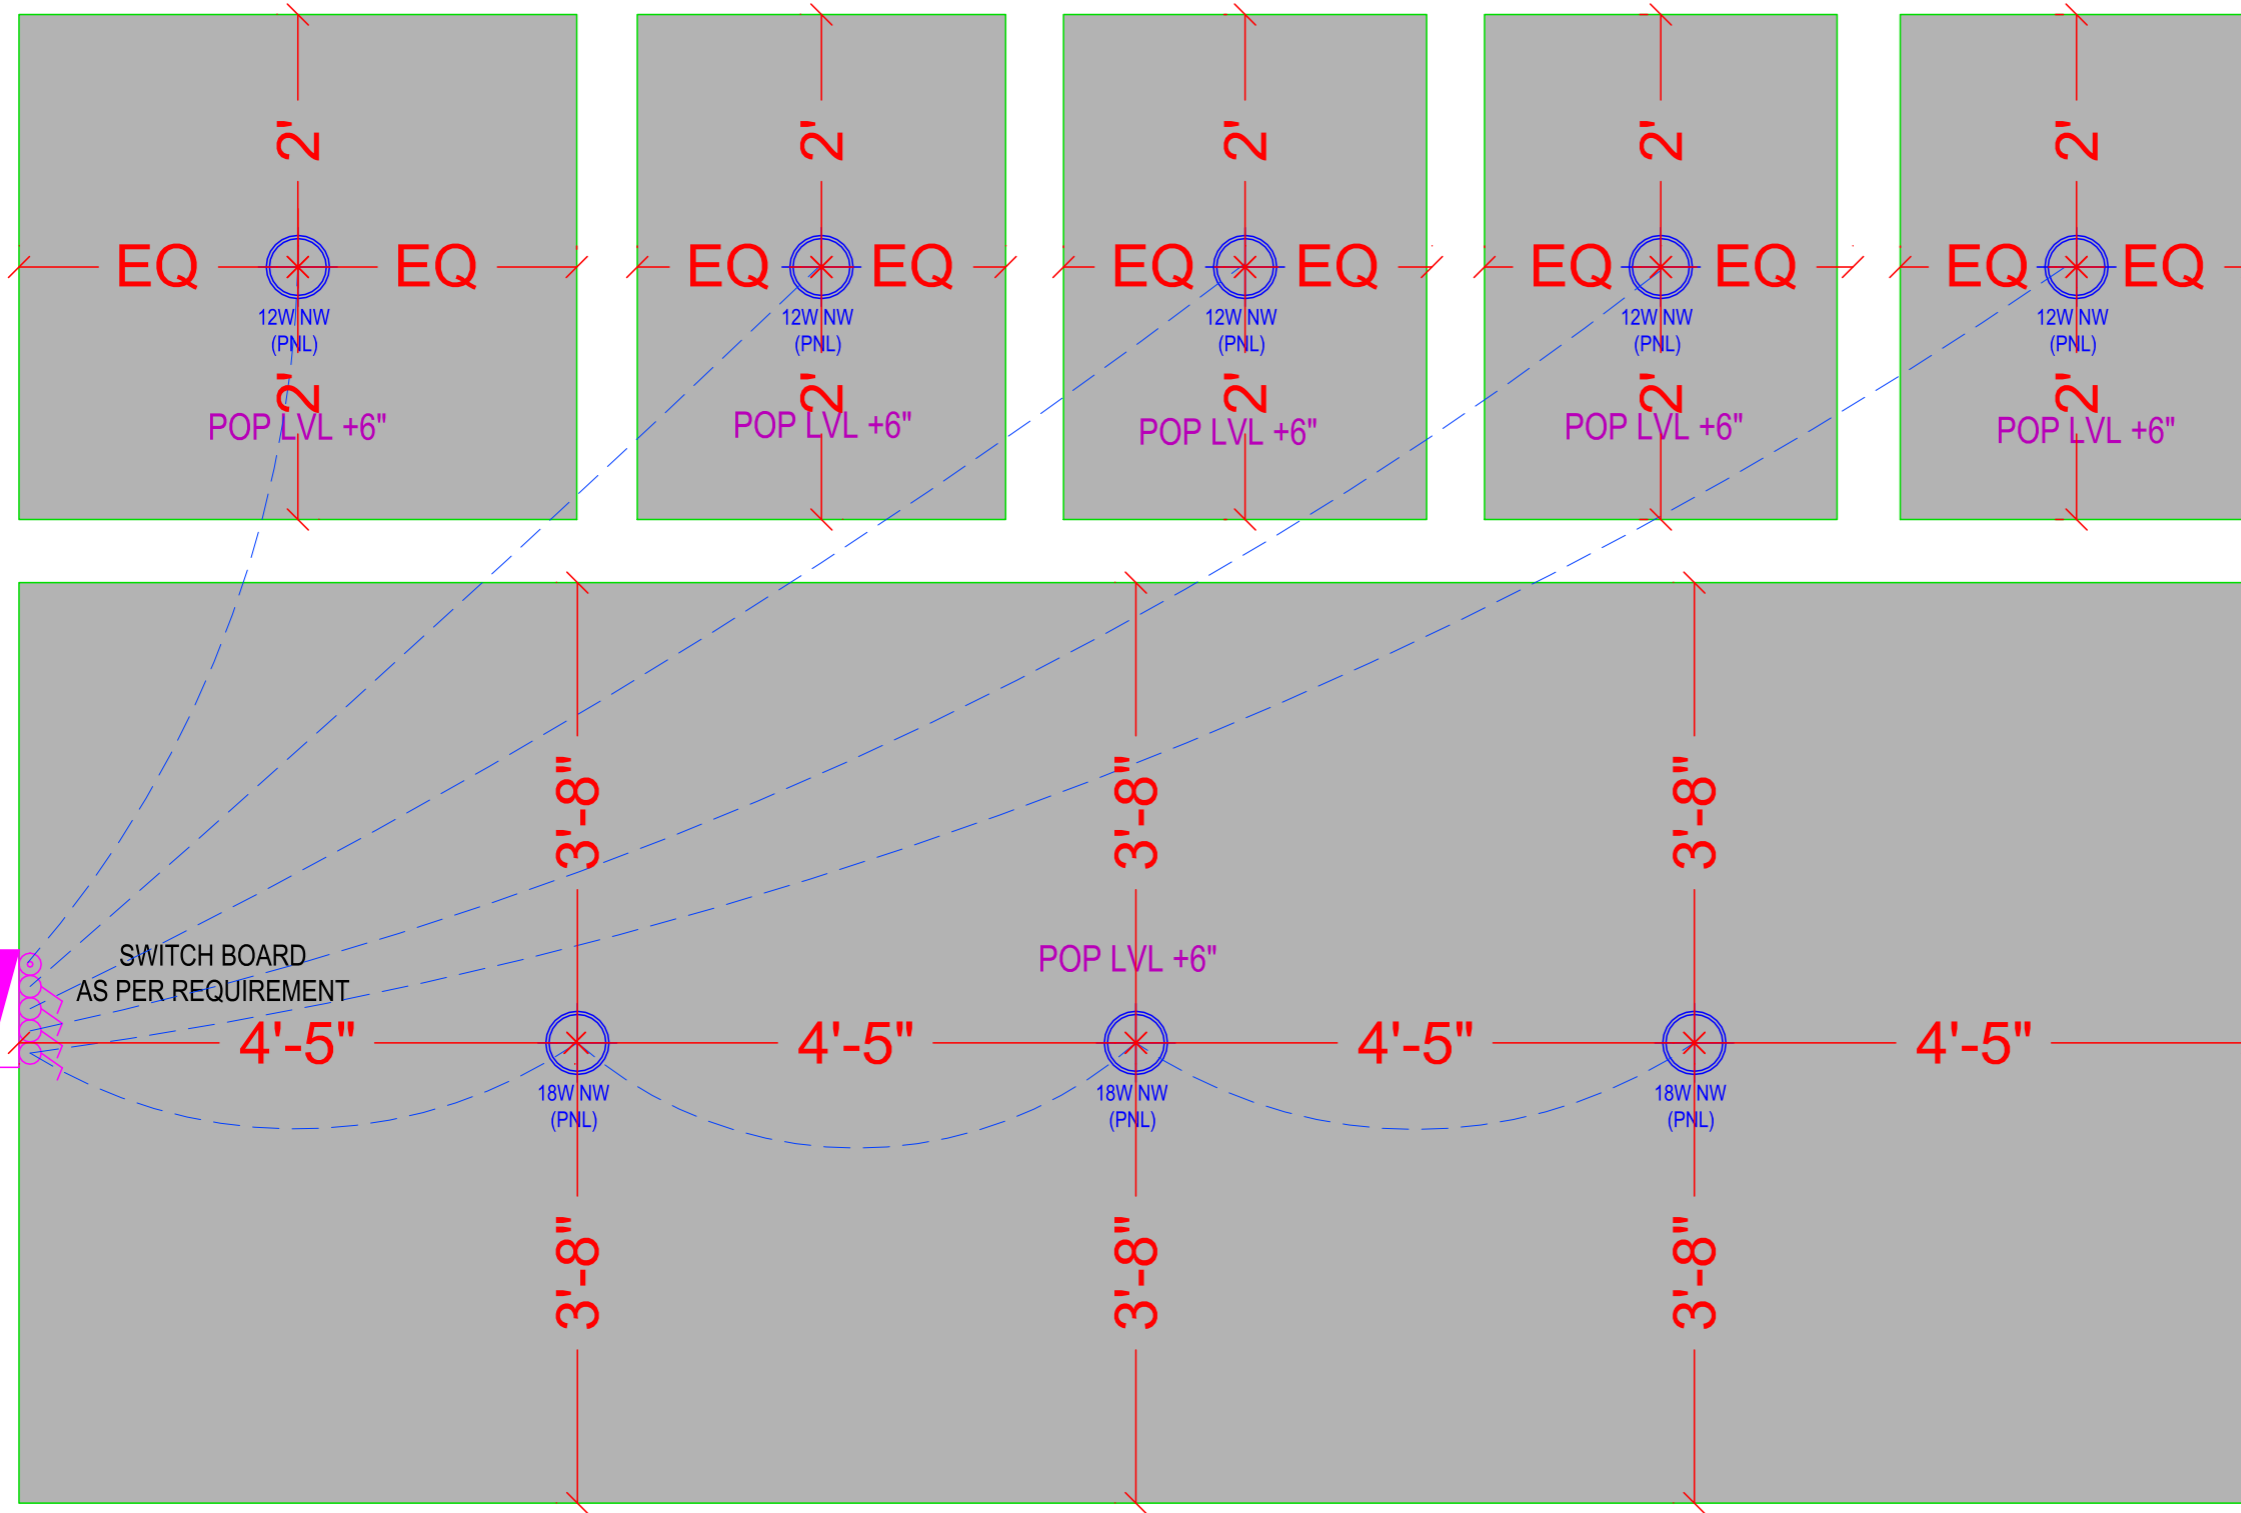 2' 2' 2' 2' 2'
EQ EQ EQ EQ EQ EQ EQ EQ EQ EQ
12W NW 12W NW 12W NW 12W NW 12W NW
(PNL) (PNL) (PNL) (PNL) (PNL)
2' 2' 2' 2' 2'
POP LVL +6" POP LVL +6" POP LVL +6" POP LVL +6" POP LVL +6"
3'-8" 3'-8" 3'-8"
SWITCH BOARD
AS PER REQUIREMENT
POP LVL +6"
4'-5" 4'-5" 4'-5" 4'-5"
18W NW 18W NW 18W NW
(PNL) (PNL) (PNL)
3'-8" 3'-8" 3'-8"